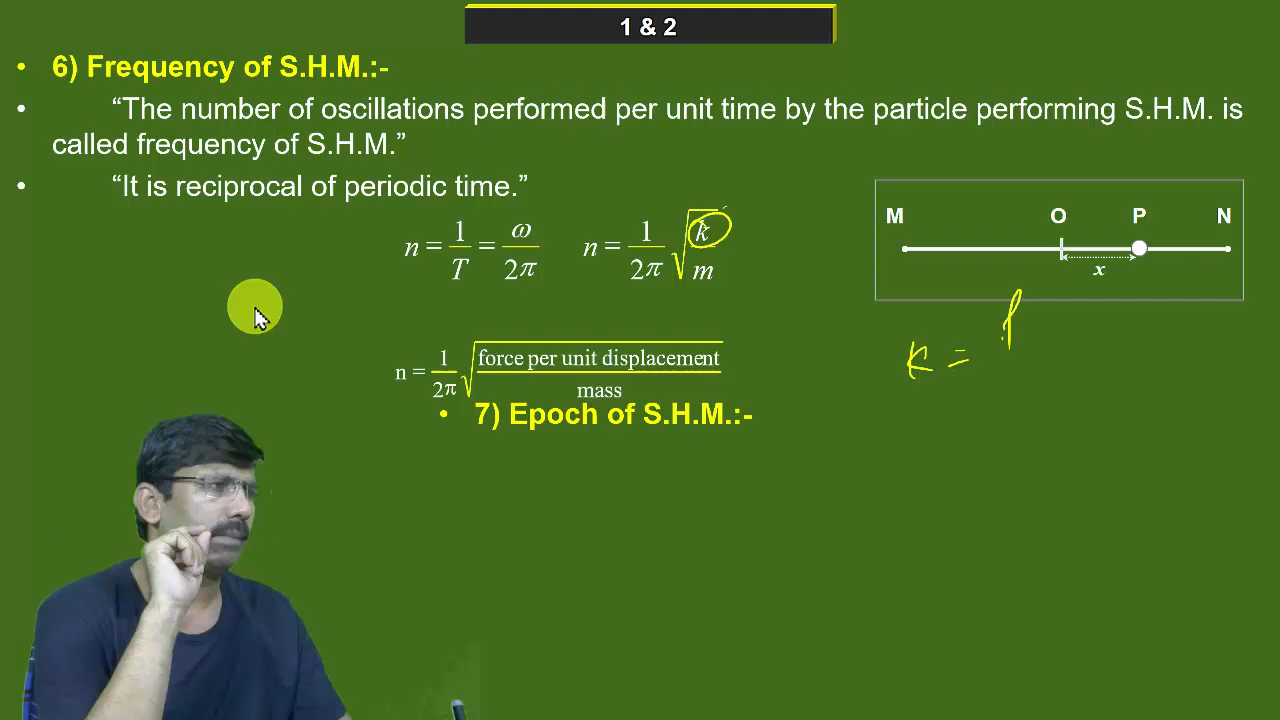 1 & 2
• 6) Frequency of S.H.M.:-
• “The number of oscillations performed per unit time by the particle performing S.H.M. is
called frequency of S.H.M.”
• “It is reciprocal of periodic time.”
M O P N
x
n = 1/T = ω/2π n = 1/2π √k/m
k = f
n = 1/2π √force per unit displacement/mass
• 7) Epoch of S.H.M.:-